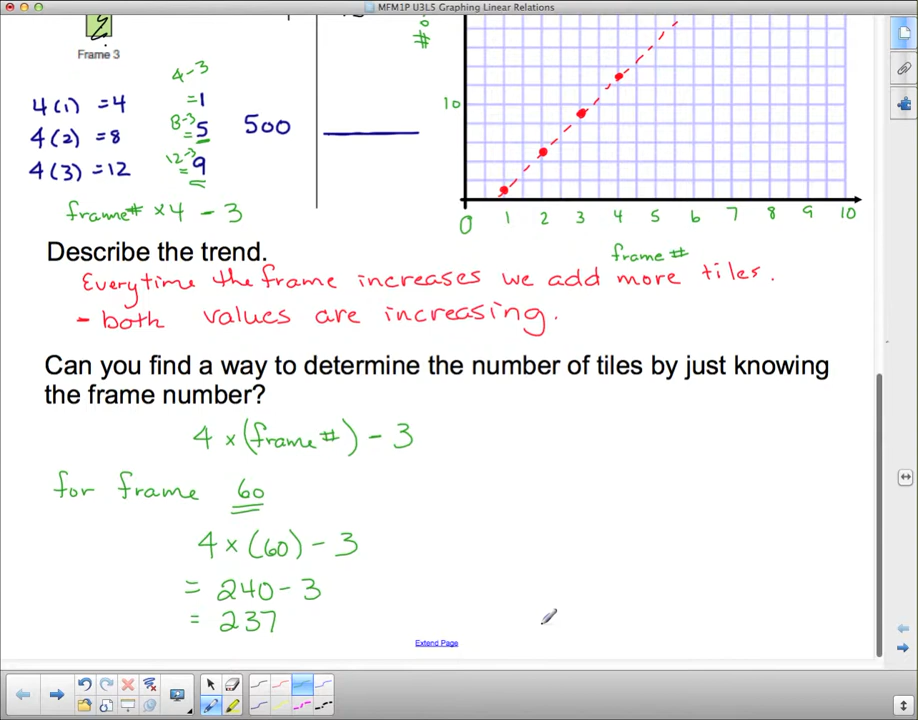 MFM1P U3L5 Graphing Linear Relations
Frame 3
#
4-3
4(1) =4 =1
8-3
4(2) =8 =5 500
12-3
4(3) =12 =9
frame# ×4 - 3
10
0 1 2 3 4 5 6 7 8 9 10
frame #
Describe the trend.
Everytime the frame increases we add more tiles.
- both values are increasing.
Can you find a way to determine the number of tiles by just knowing
the frame number?
4 × (frame #) - 3
for frame 60
4 × (60) - 3
= 240 - 3
= 237
Extend Page